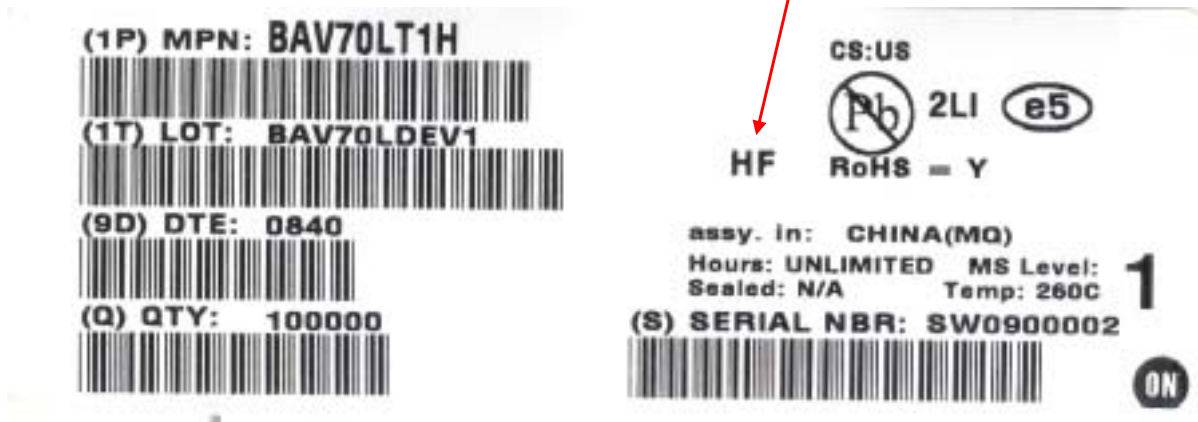 (1P) MPN: BAV70LT1H
(1T) LOT: BAV70LDEV1
(9D) DTE: 0840
(Q) QTY: 100000
CS:US
Pb 2LI e5
HF RoHS = Y
assy. in: CHINA(MQ)
Hours: UNLIMITED MS Level: 1
Sealed: N/A Temp: 260C
(S) SERIAL NBR: SW0900002
ON